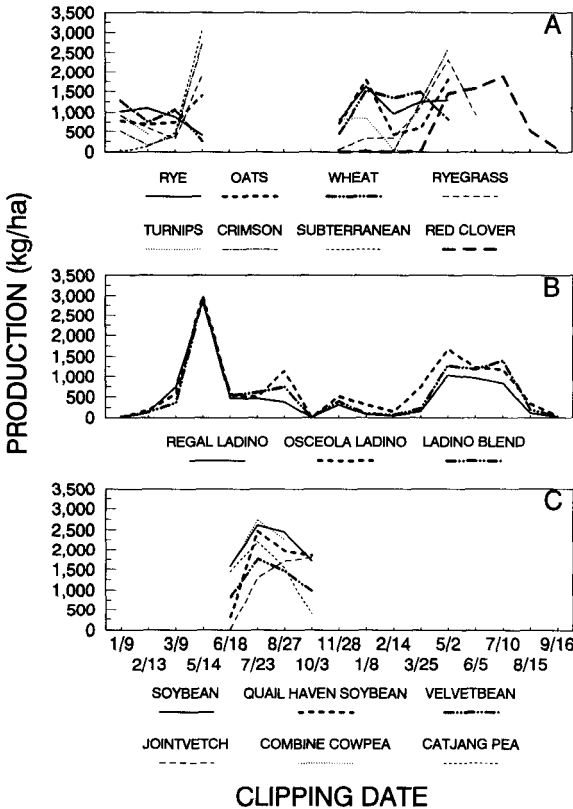 3,500
3,000
2,500
2,000
1,500
1,000
500
0
A
RYE OATS WHEAT RYEGRASS
TURNIPS CRIMSON SUBTERRANEAN RED CLOVER
PRODUCTION (kg/ha)
3,500
3,000
2,500
2,000
1,500
1,000
500
0
B
REGAL LADINO OSCEOLA LADINO LADINO BLEND
3,500
3,000
2,500
2,000
1,500
1,000
500
0
C
1/9 3/9 6/18 8/27 11/28 2/14 5/2 7/10 9/16
2/13 5/14 7/23 10/3 1/8 3/25 6/5 8/15
SOYBEAN QUAIL HAVEN SOYBEAN VELVETBEAN
JOINTVETCH COMBINE COWPEA CATJANG PEA
CLIPPING DATE